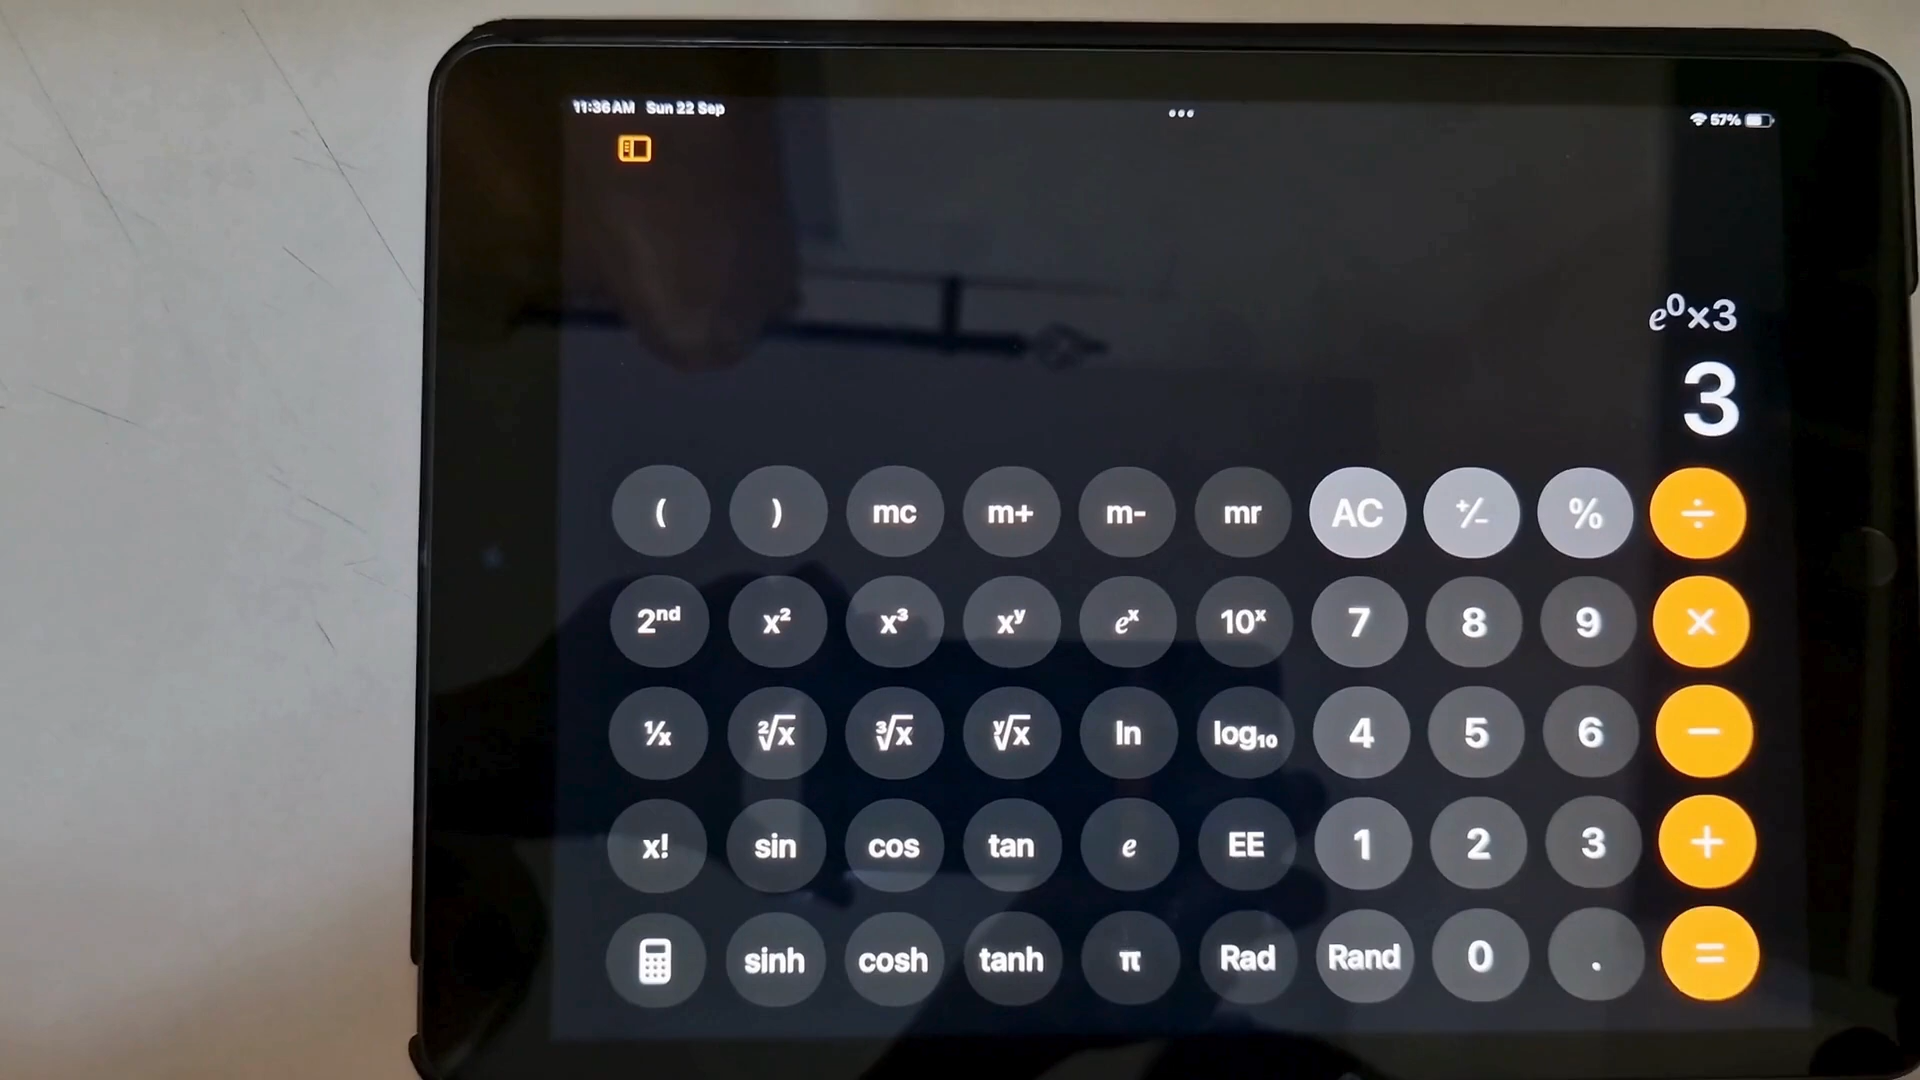 11:36AM Sun 22 Sep
57%
e⁰×3
3
( ) mc m+ m- mr AC +/- % ÷
2ⁿᵈ x² x³ xʸ eˣ 10ˣ 7 8 9 ×
1/x ²√x ³√x ʸ√x ln log₁₀ 4 5 6 −
x! sin cos tan e EE 1 2 3 +
sinh cosh tanh π Rad Rand 0 . =